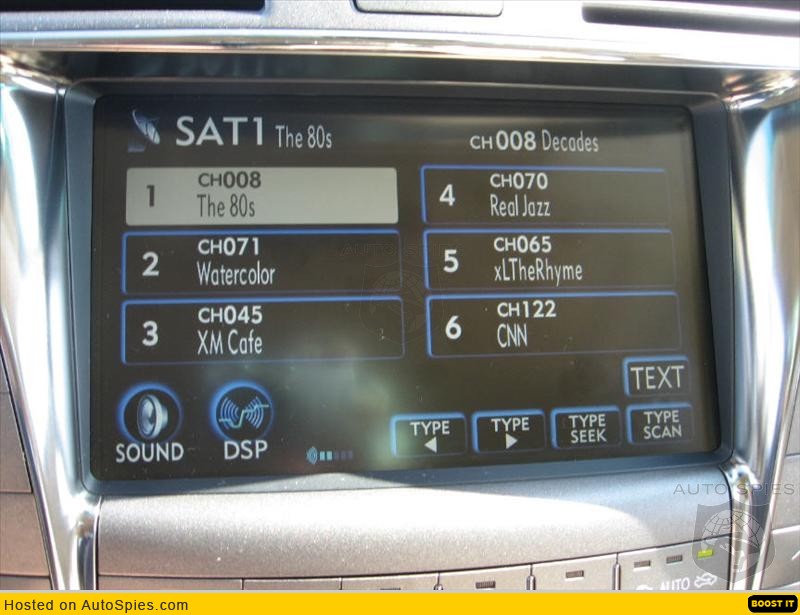 SAT1 The 80s
CH008 Decades
1 CH008
The 80s
2 CH071
Watercolor
3 CH045
XM Cafe
4 CH070
Real Jazz
5 CH065
xLTheRhyme
6 CH122
CNN
TEXT
SOUND
DSP
TYPE
TYPE
TYPE
SEEK
TYPE
SCAN
AUTO SPIES
AUTO
Hosted on AutoSpies.com
BOOST IT